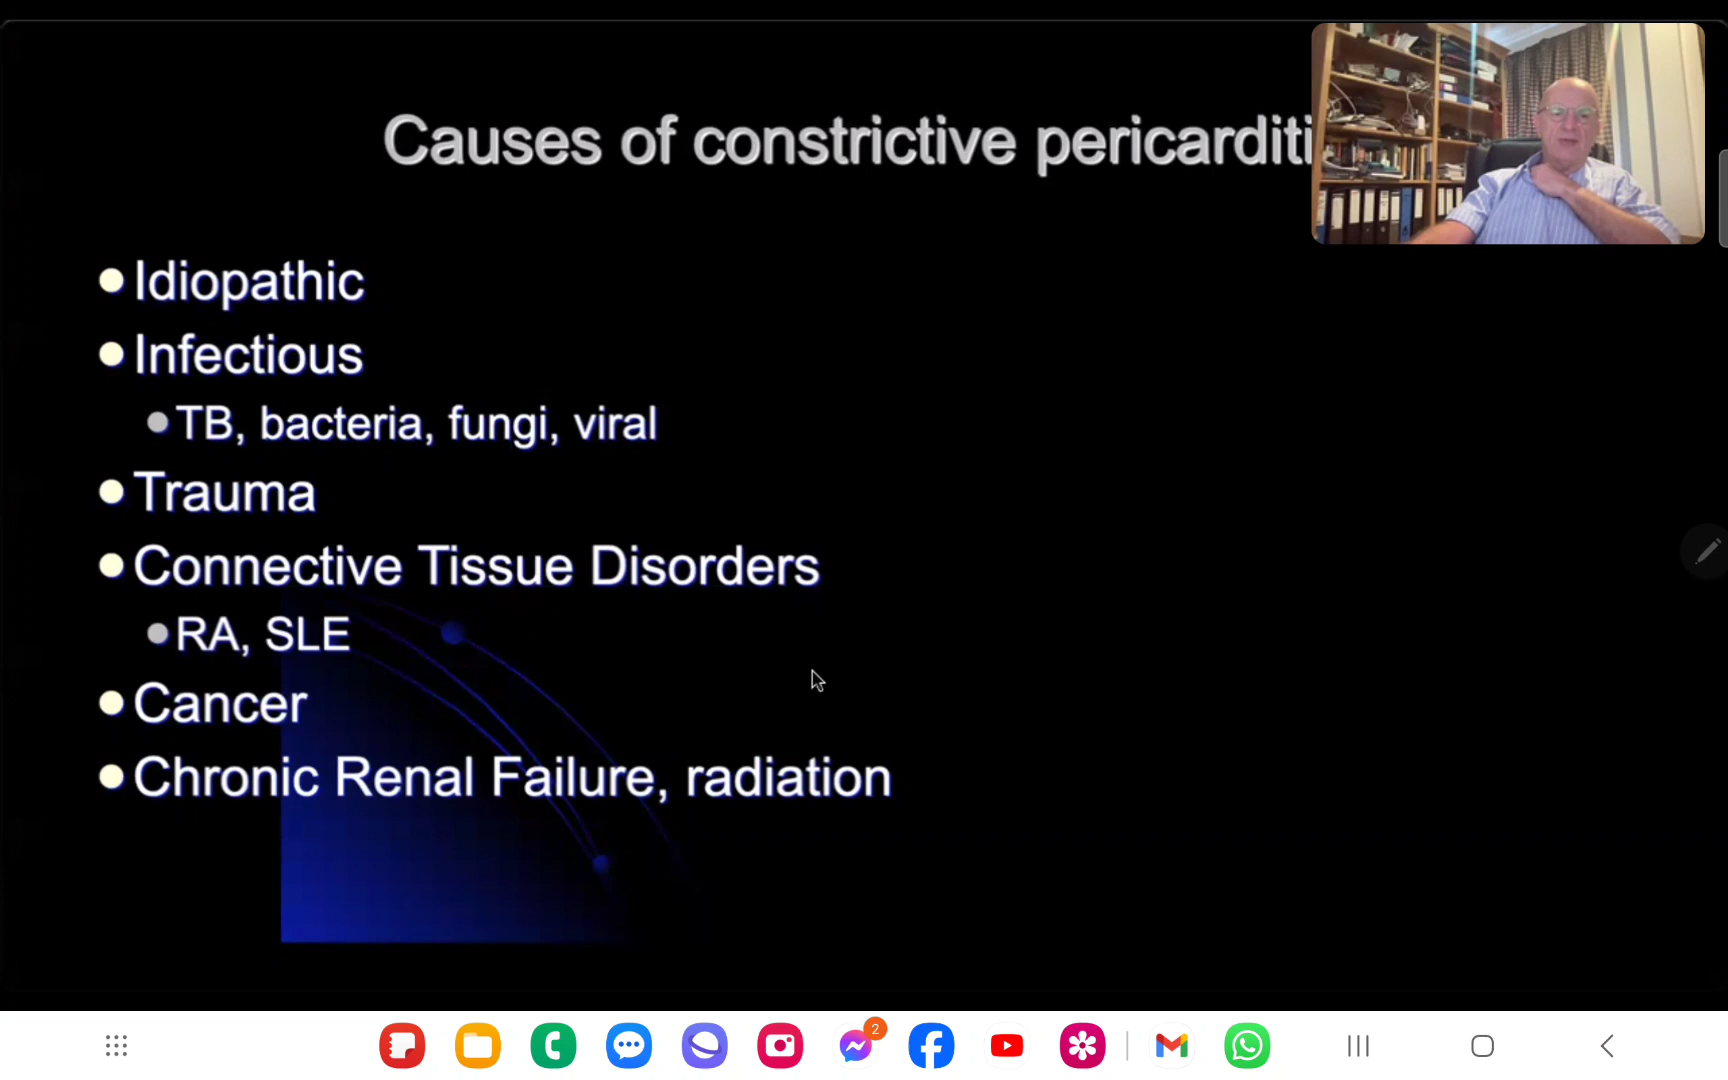 Causes of constrictive pericarditi
Idiopathic
Infectious
TB, bacteria, fungi, viral
Trauma
Connective Tissue Disorders
RA, SLE
Cancer
Chronic Renal Failure, radiation
2